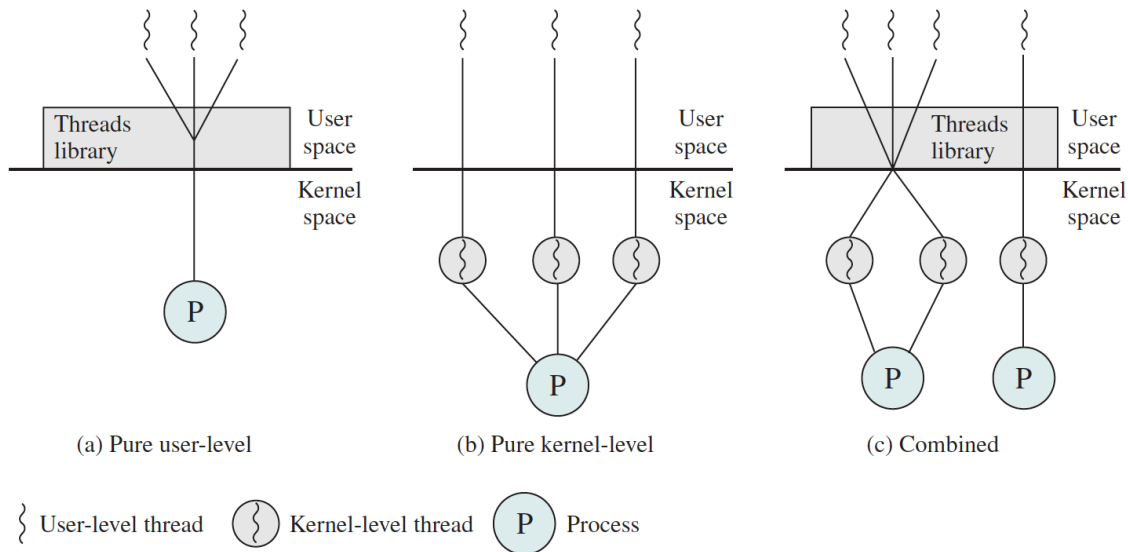 Threads
library
User
space
Kernel
space
P
(a) Pure user-level
User
space
Kernel
space
P
(b) Pure kernel-level
Threads
library
User
space
Kernel
space
P
P
(c) Combined
User-level thread
Kernel-level thread
P
Process